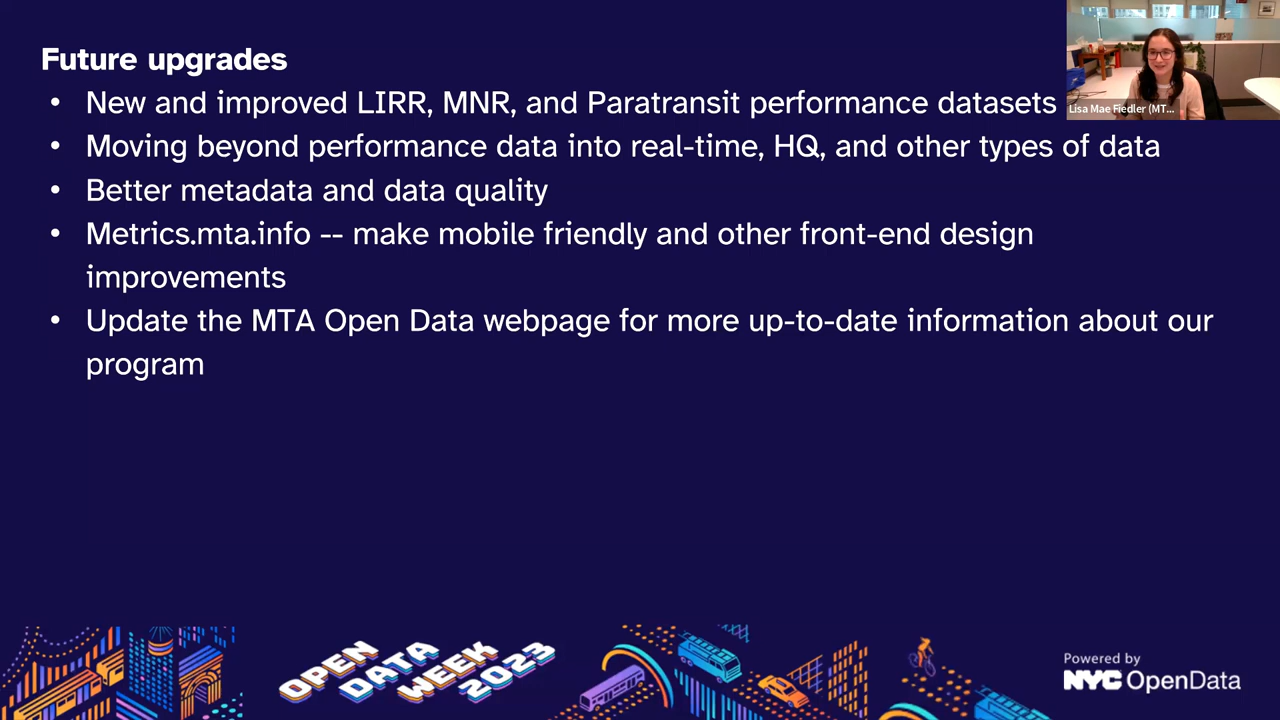 Future upgrades
• New and improved LIRR, MNR, and Paratransit performance datasets
• Moving beyond performance data into real-time, HQ, and other types of data
• Better metadata and data quality
• Metrics.mta.info -- make mobile friendly and other front-end design
improvements
• Update the MTA Open Data webpage for more up-to-date information about our
program
Lisa Mae Fiedler (MT...
OPEN
DATA
WEEK
2023
Powered by
NYC OpenData